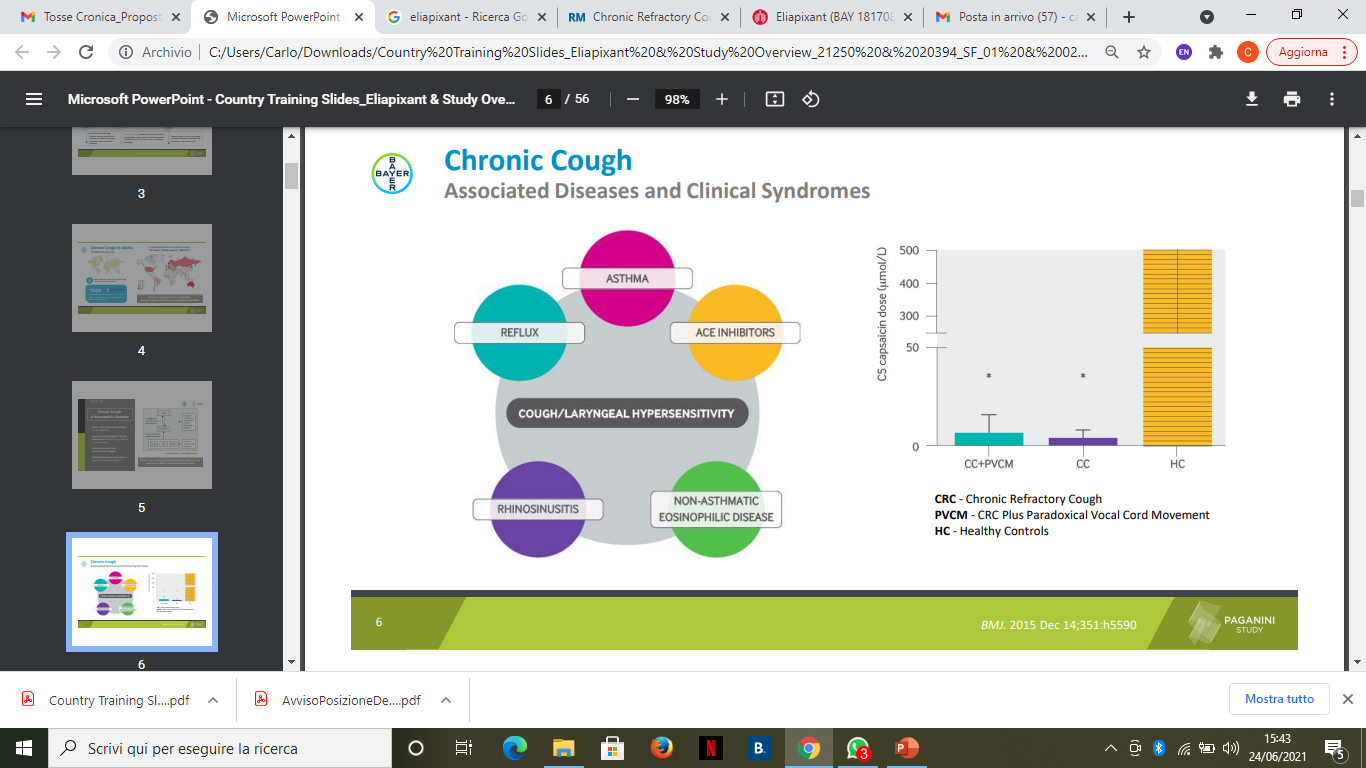 Tosse Cronica_Propost
Microsoft PowerPoint
eliapixant - Ricerca Go
RM Chronic Refractory Cou
Eliapixant (BAY 181708
Posta in arrivo (57) - ca
Archivio
C:/Users/Carlo/Downloads/Country%20Training%20Slides_Eliapixant%20&%20Study%20Overview_21250%20&%2020394_SF_01%20&%2002...
EN
C
Aggiorna
Microsoft PowerPoint - Country Training Slides_Eliapixant & Study Ove...
6 / 56
98%
3
4
5
6
BAYER
BAYER
Chronic Cough
Associated Diseases and Clinical Syndromes
ASTHMA
REFLUX
ACE INHIBITORS
COUGH/LARYNGEAL HYPERSENSITIVITY
RHINOSINUSITIS
NON-ASTHMATIC
EOSINOPHILIC DISEASE
C5 capsaicin dose (µmol/L)
500
400
300
50
0
*
*
CC+PVCM
CC
HC
CRC - Chronic Refractory Cough
PVCM - CRC Plus Paradoxical Vocal Cord Movement
HC - Healthy Controls
6
BMJ. 2015 Dec 14;351:h5590
PAGANINI
STUDY
Country Training Sl....pdf
AvvisoPosizioneDe....pdf
Mostra tutto
Scrivi qui per eseguire la ricerca
N
B.
3
P
15:43
24/06/2021
5